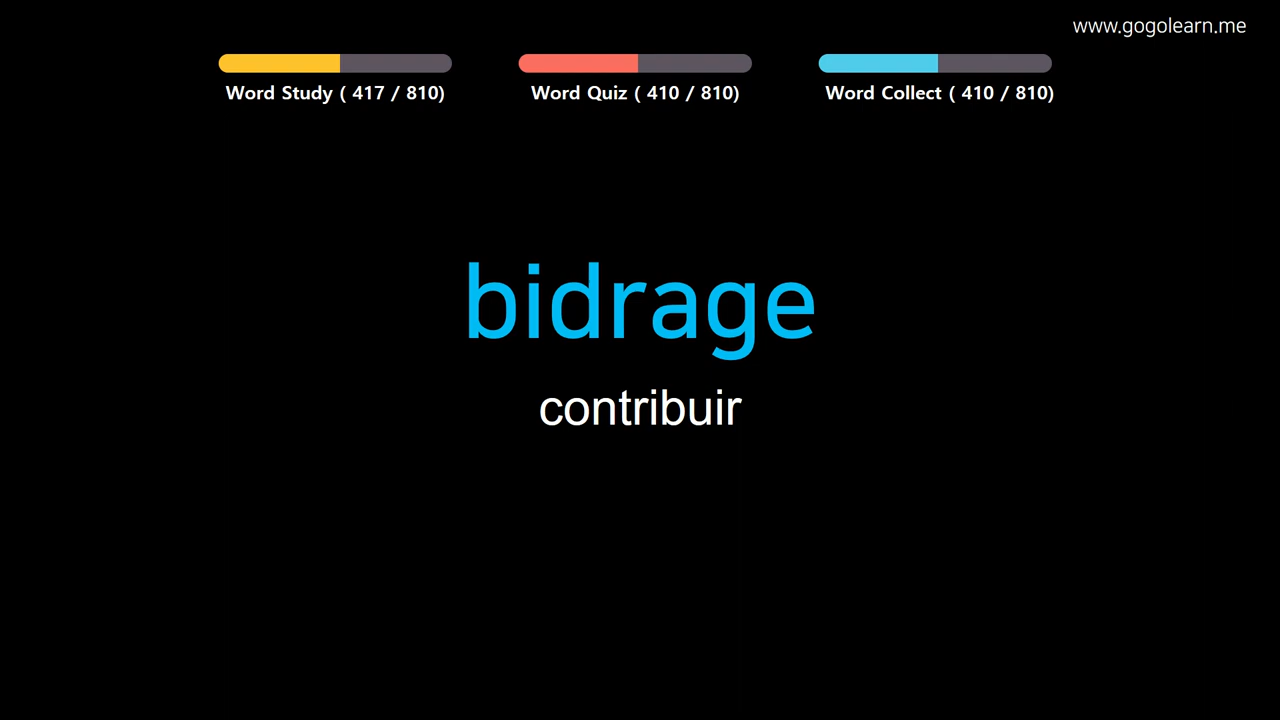 www.gogolearn.me
Word Study ( 417 / 810)
Word Quiz ( 410 / 810)
Word Collect ( 410 / 810)
bidrage
contribuir